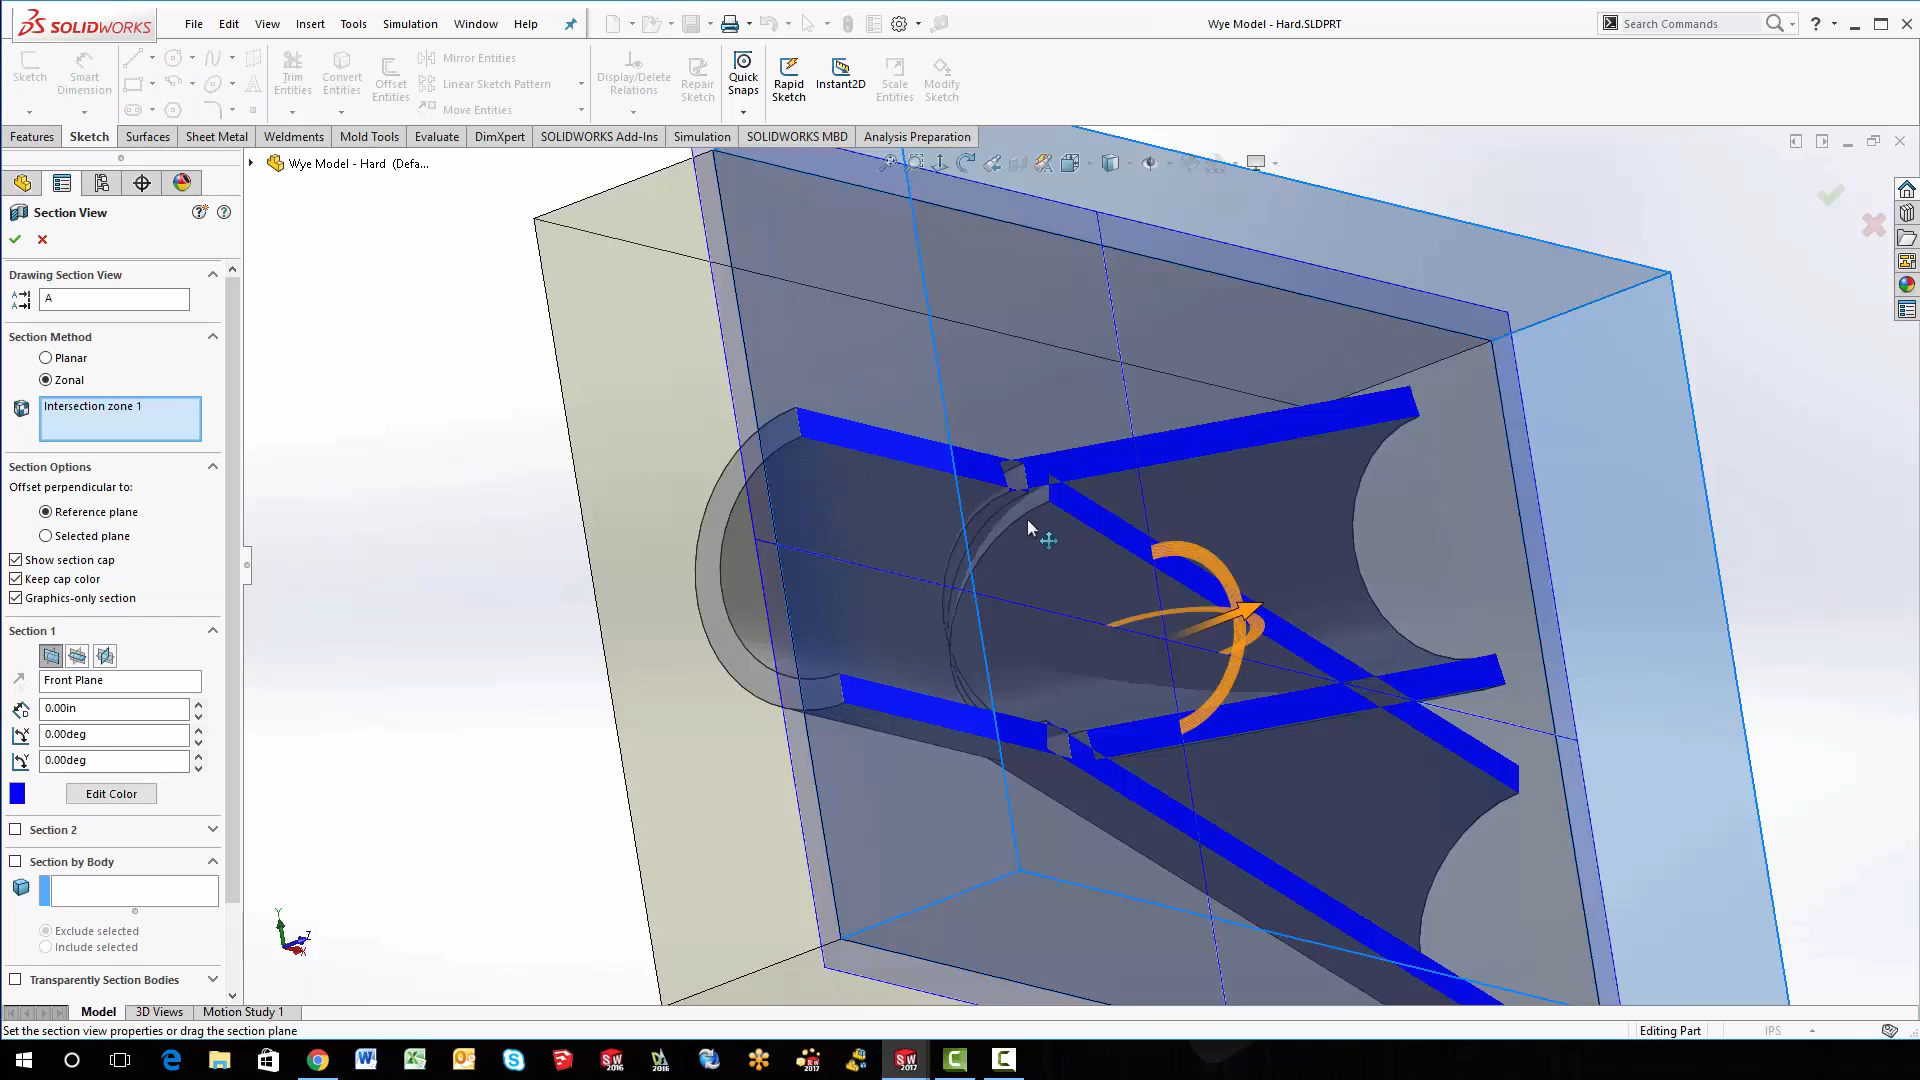 SOLIDWORKS
File Edit View Insert Tools Simulation Window Help
Wye Model - Hard.SLDPRT
Search Commands
Sketch
Smart Dimension
Trim Entities
Convert Entities
Offset Entities
Mirror Entities
Linear Sketch Pattern
Move Entities
Display/Delete Relations
Repair Sketch
Quick Snaps
Rapid Sketch
Instant2D
Scale Entities
Modify Sketch
Features Sketch Surfaces Sheet Metal Weldments Mold Tools Evaluate DimXpert SOLIDWORKS Add-Ins Simulation SOLIDWORKS MBD Analysis Preparation
Wye Model - Hard (Defa...
Section View
Drawing Section View
A
Section Method
Planar
Zonal
Intersection zone 1
Section Options
Offset perpendicular to:
Reference plane
Selected plane
Show section cap
Keep cap color
Graphics-only section
Section 1
Front Plane
0.00in
0.00deg
0.00deg
Edit Color
Section 2
Section by Body
Exclude selected
Include selected
Transparently Section Bodies
Y
Z
X
Model 3D Views Motion Study 1
Set the section view properties or drag the section plane
Editing Part
IPS